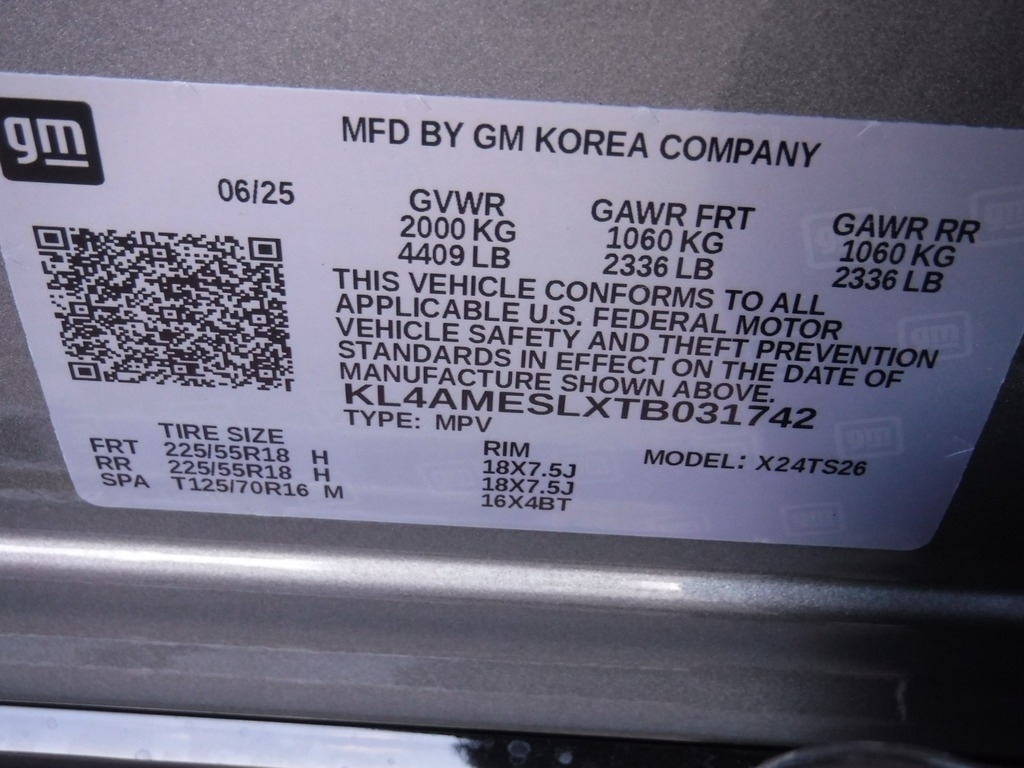 gm
MFD BY GM KOREA COMPANY
06/25
GVWR
2000 KG
4409 LB
GAWR FRT
1060 KG
2336 LB
GAWR RR
1060 KG
2336 LB
THIS VEHICLE CONFORMS TO ALL
APPLICABLE U.S. FEDERAL MOTOR
VEHICLE SAFETY AND THEFT PREVENTION
STANDARDS IN EFFECT ON THE DATE OF
MANUFACTURE SHOWN ABOVE.
KL4AMESLXTB031742
TYPE: MPV
MODEL: X24TS26
TIRE SIZE RIM
FRT 225/55R18 H 18X7.5J
RR 225/55R18 H 18X7.5J
SPA T125/70R16 M 16X4BT